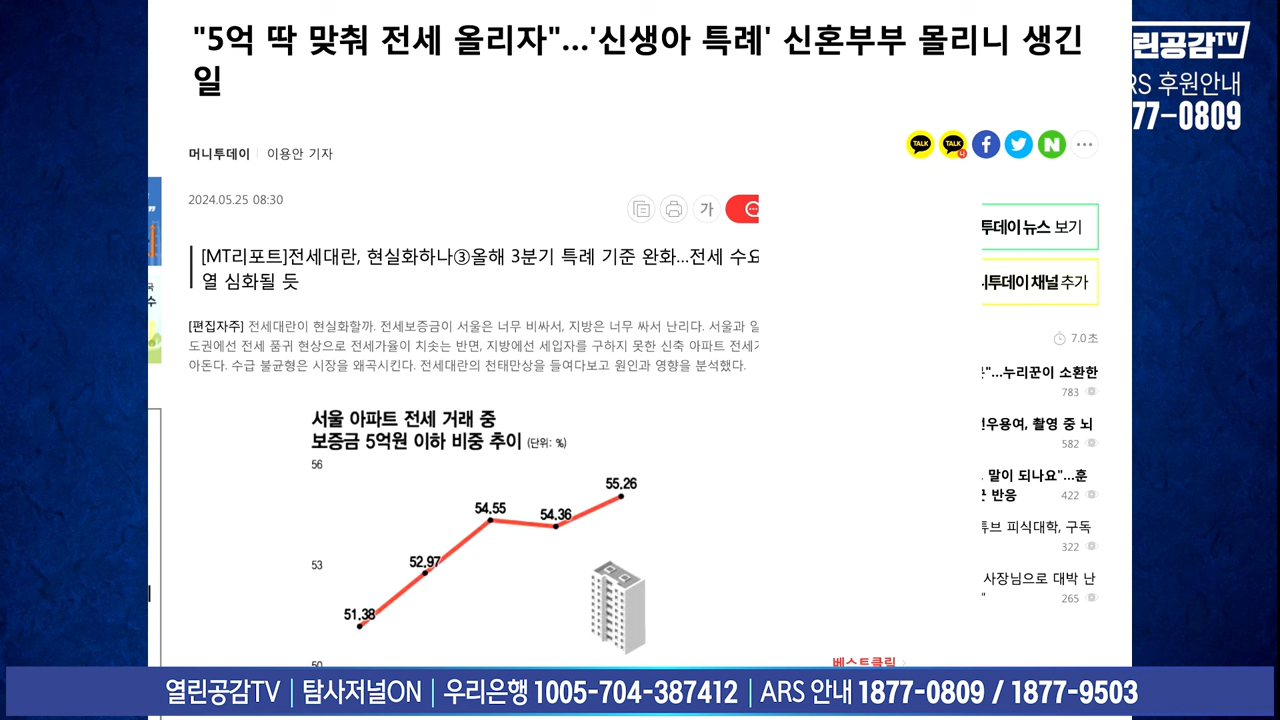 "5억 딱 맞춰 전세 올리자"...'신생아 특례' 신혼부부 몰리니 생긴
일
린공감TV
RS 후원안내
77-0809
머니투데이 이용안 기자
TALK TALK
2024.05.25 08:30
가
[MT리포트]전세대란, 현실화하나③올해 3분기 특례 기준 완화...전세 수요
열 심화될 듯
투데이 뉴스 보기
투데이 채널 추가
[편집자주] 전세대란이 현실화할까. 전세보증금이 서울은 너무 비싸서, 지방은 너무 싸서 난리다. 서울과 일
도권에선 전세 품귀 현상으로 전세가율이 치솟는 반면, 지방에선 세입자를 구하지 못한 신축 아파트 전세가
아돈다. 수급 불균형은 시장을 왜곡시킨다. 전세대란의 천태만상을 들여다보고 원인과 영향을 분석했다.
7.0초
"...누리꾼이 소환한
783
선우용여, 촬영 중 뇌
582
말이 되나요"...훈
반응 422
튜브 피식대학, 구독
322
사장님으로 대박 난
" 265
서울 아파트 전세 거래 중
보증금 5억원 이하 비중 추이 (단위: %)
56
55.26
54.55
54.36
53
52.97
51.38
50
베스트클릭
열린공감TV | 탐사저널ON | 우리은행 1005-704-387412 | ARS 안내 1877-0809 / 1877-9503